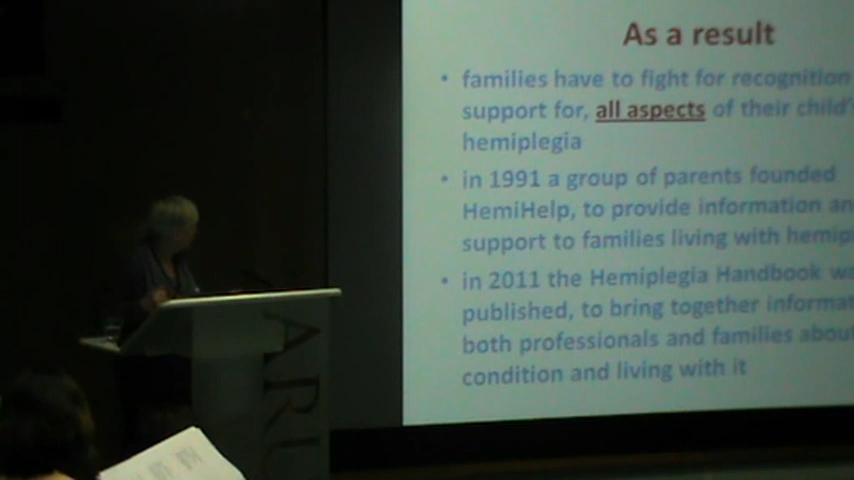 As a result
• families have to fight for recognition
support for, all aspects of their child's
hemiplegia
• in 1991 a group of parents founded
HemiHelp, to provide information an
support to families living with hemip
• in 2011 the Hemiplegia Handbook wa
published, to bring together informat
both professionals and families abou
condition and living with it
ARU